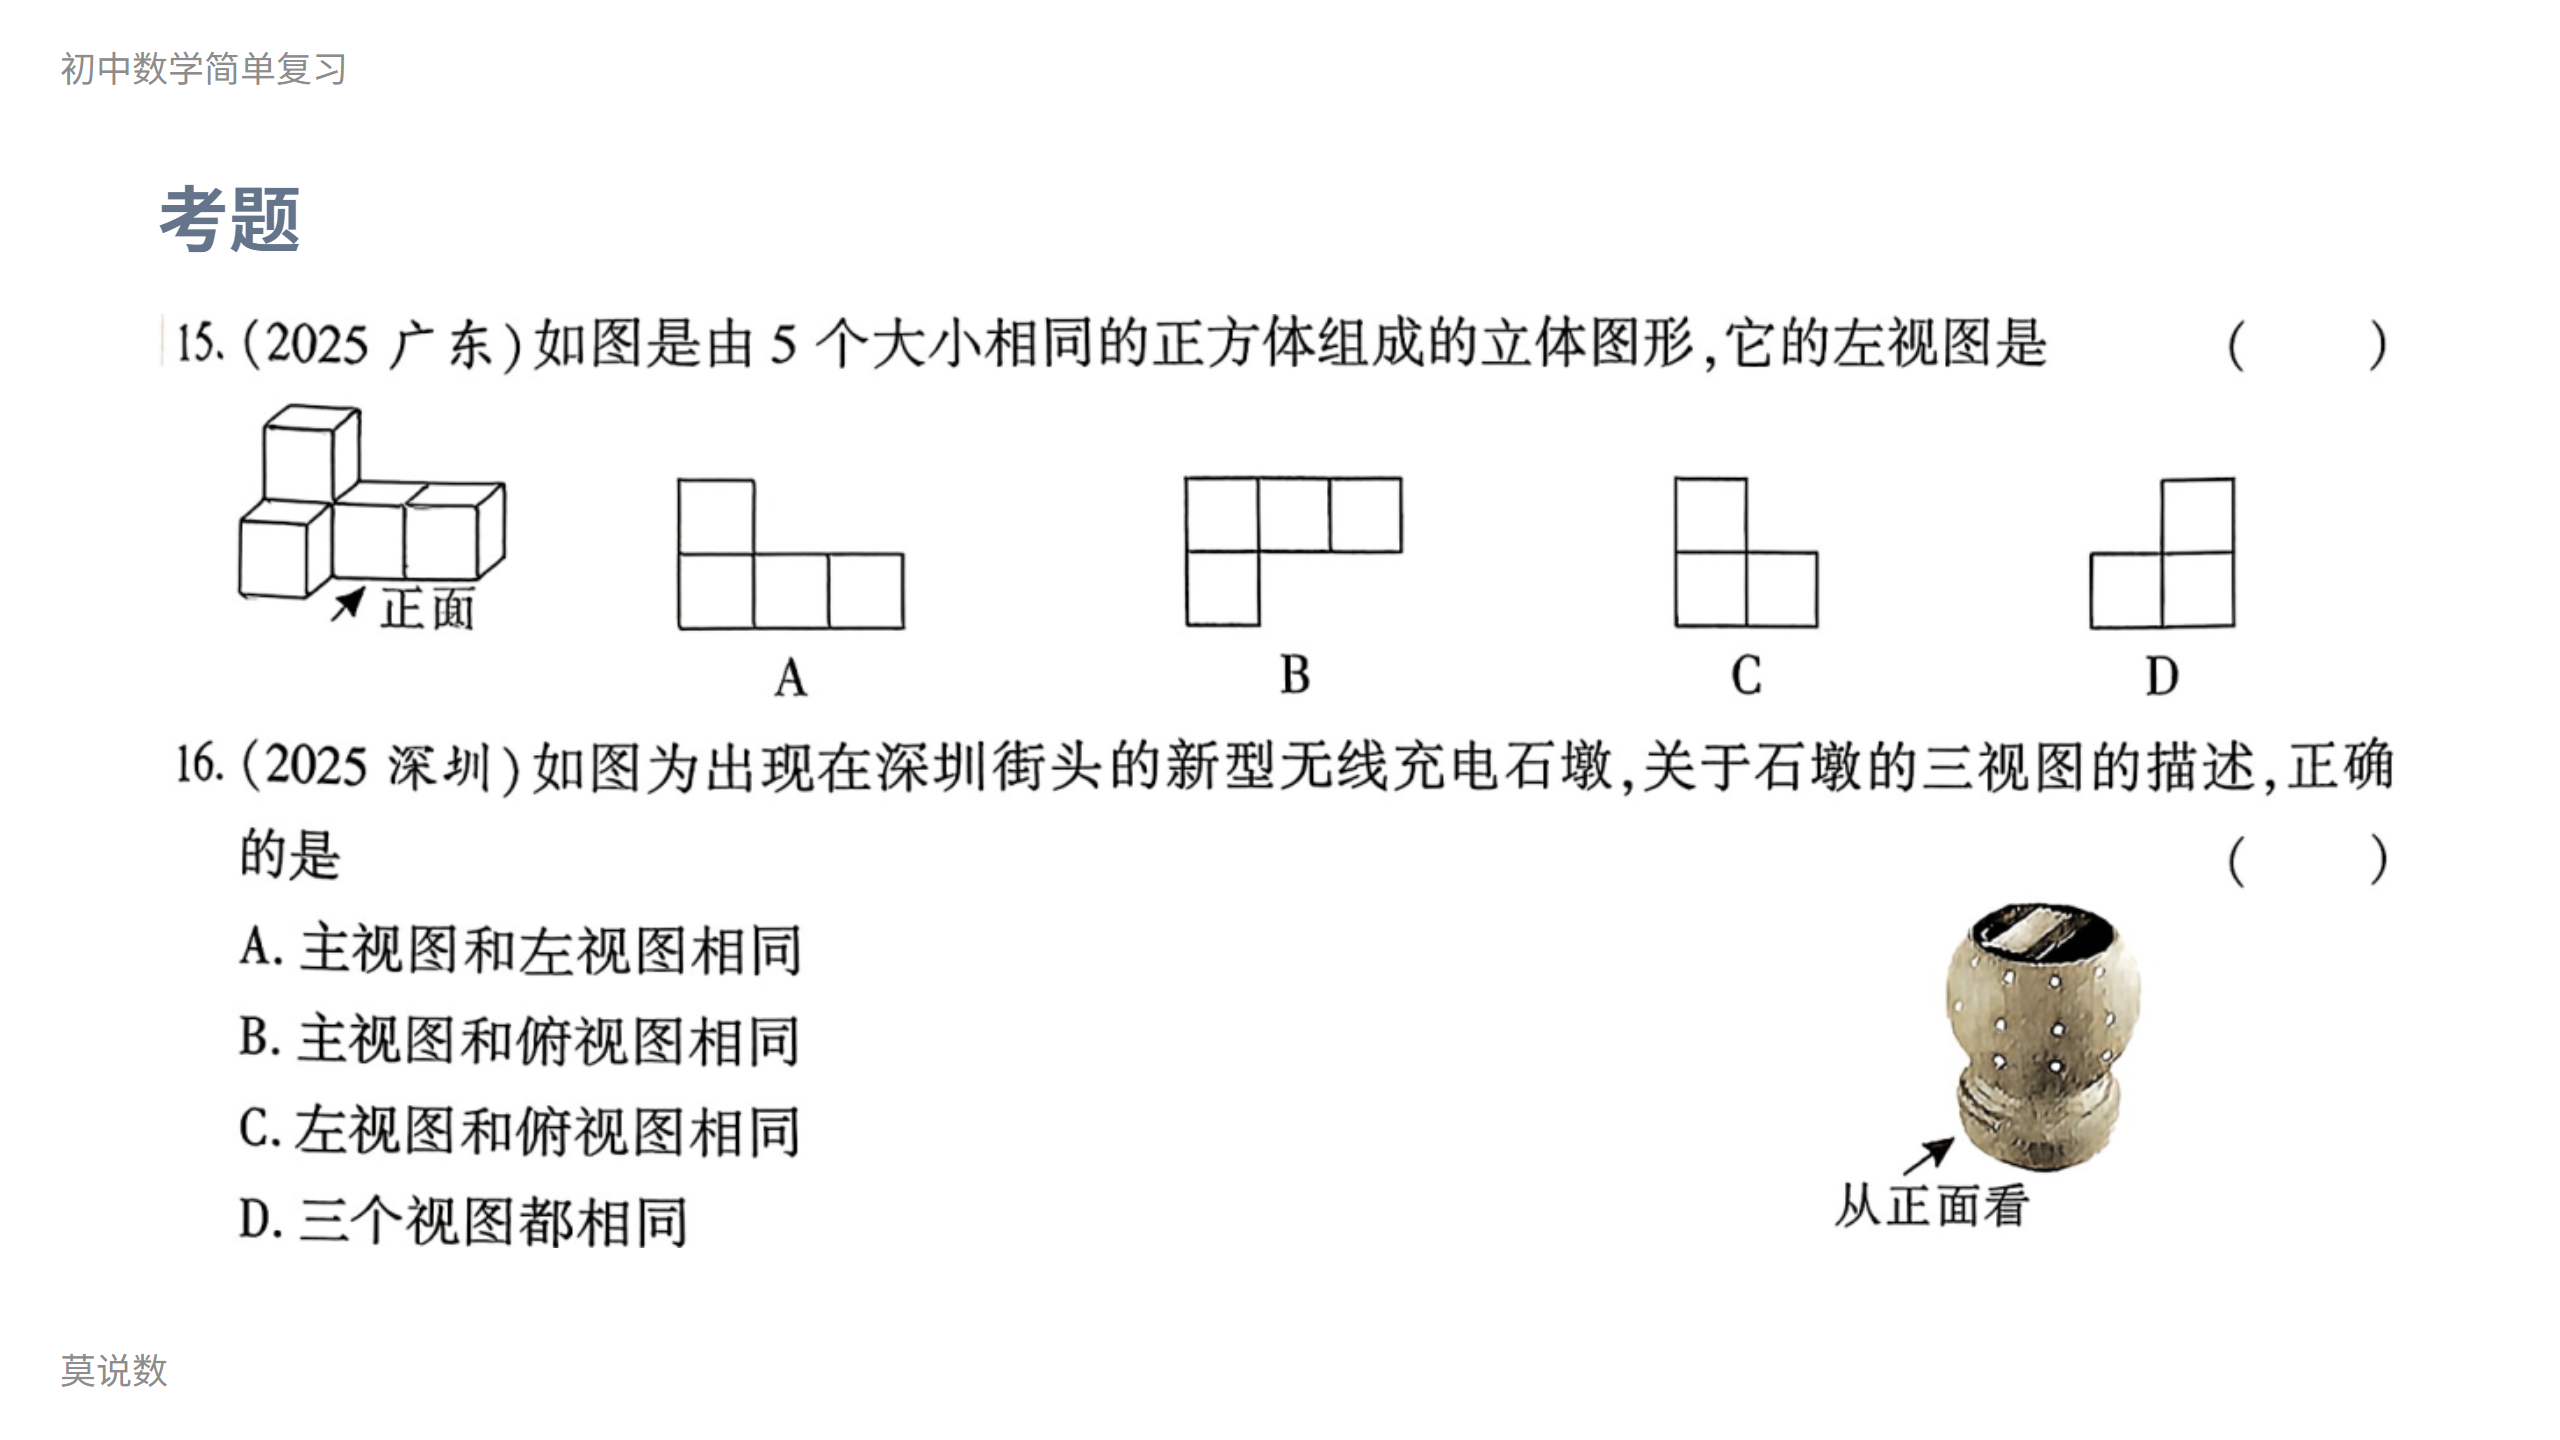 初中数学简单复习
考题
15.(2025 广东)如图是由 5 个大小相同的正方体组成的立体图形,它的左视图是 ( )
正面
A B C D
16.(2025 深圳)如图为出现在深圳街头的新型无线充电石墩,关于石墩的三视图的描述,正确
的是 ( )
A. 主视图和左视图相同
B. 主视图和俯视图相同
C. 左视图和俯视图相同
D. 三个视图都相同
从正面看
莫说数